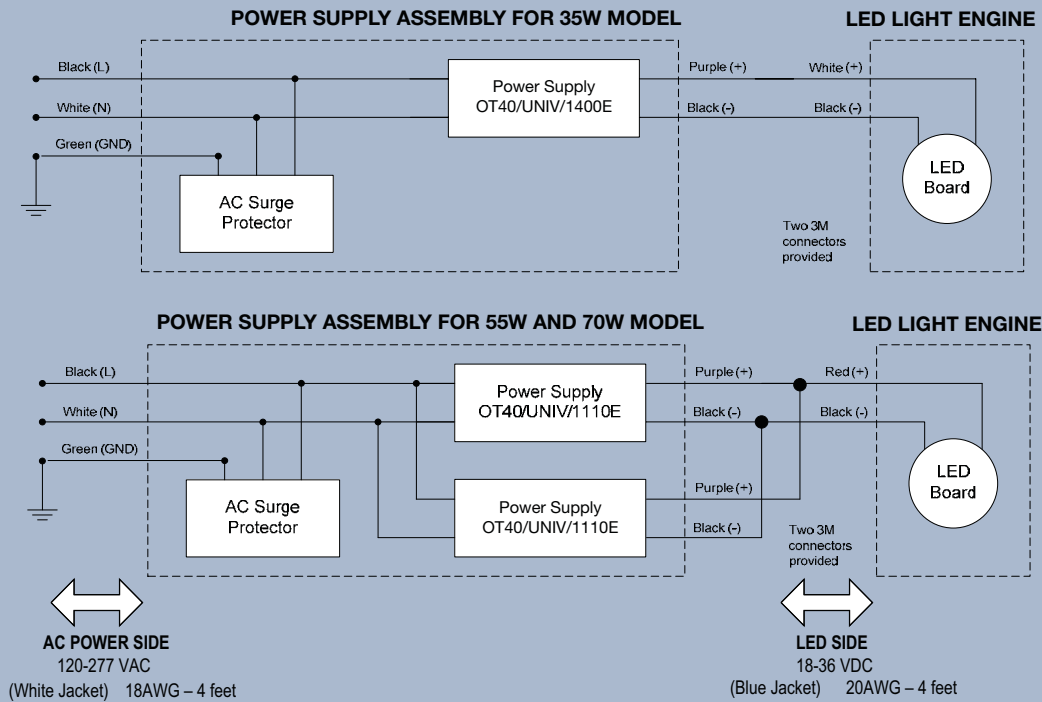 POWER SUPPLY ASSEMBLY FOR 35W MODEL
LED LIGHT ENGINE
Black (L)
White (N)
Green (GND)
Power Supply
OT40/UNIV/1400E
AC Surge
Protector
Purple (+)
White (+)
Black (-)
Black (-)
LED
Board
Two 3M
connectors
provided
POWER SUPPLY ASSEMBLY FOR 55W AND 70W MODEL
LED LIGHT ENGINE
Black (L)
White (N)
Green (GND)
Power Supply
OT40/UNIV/1110E
AC Surge
Protector
Power Supply
OT40/UNIV/1110E
Purple (+)
Red (+)
Black (-)
Black (-)
Purple (+)
Black (-)
LED
Board
Two 3M
connectors
provided
AC POWER SIDE
120-277 VAC
(White Jacket) 18AWG – 4 feet
LED SIDE
18-36 VDC
(Blue Jacket) 20AWG – 4 feet